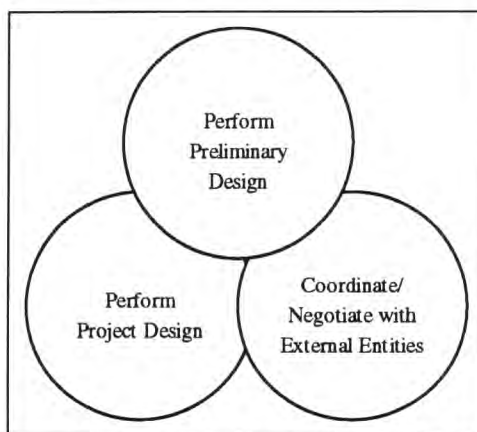 Perform
Preliminary
Design
Perform
Project Design
Coordinate/
Negotiate with
External Entities